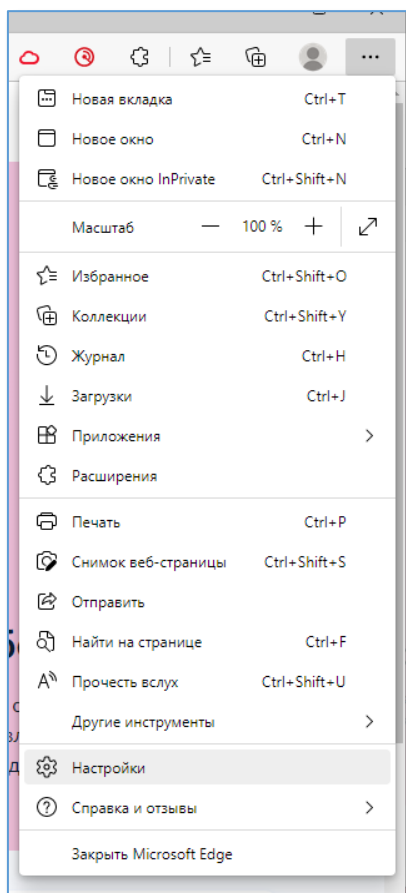 Новая вкладка Ctrl+T
Новое окно Ctrl+N
Новое окно InPrivate Ctrl+Shift+N
Масштаб — 100 % +
Избранное Ctrl+Shift+O
Коллекции Ctrl+Shift+Y
Журнал Ctrl+H
Загрузки Ctrl+J
Приложения
Расширения
Печать Ctrl+P
Снимок веб-страницы Ctrl+Shift+S
Отправить
Найти на странице Ctrl+F
Прочесть вслух Ctrl+Shift+U
Другие инструменты
Настройки
Справка и отзывы
Закрыть Microsoft Edge